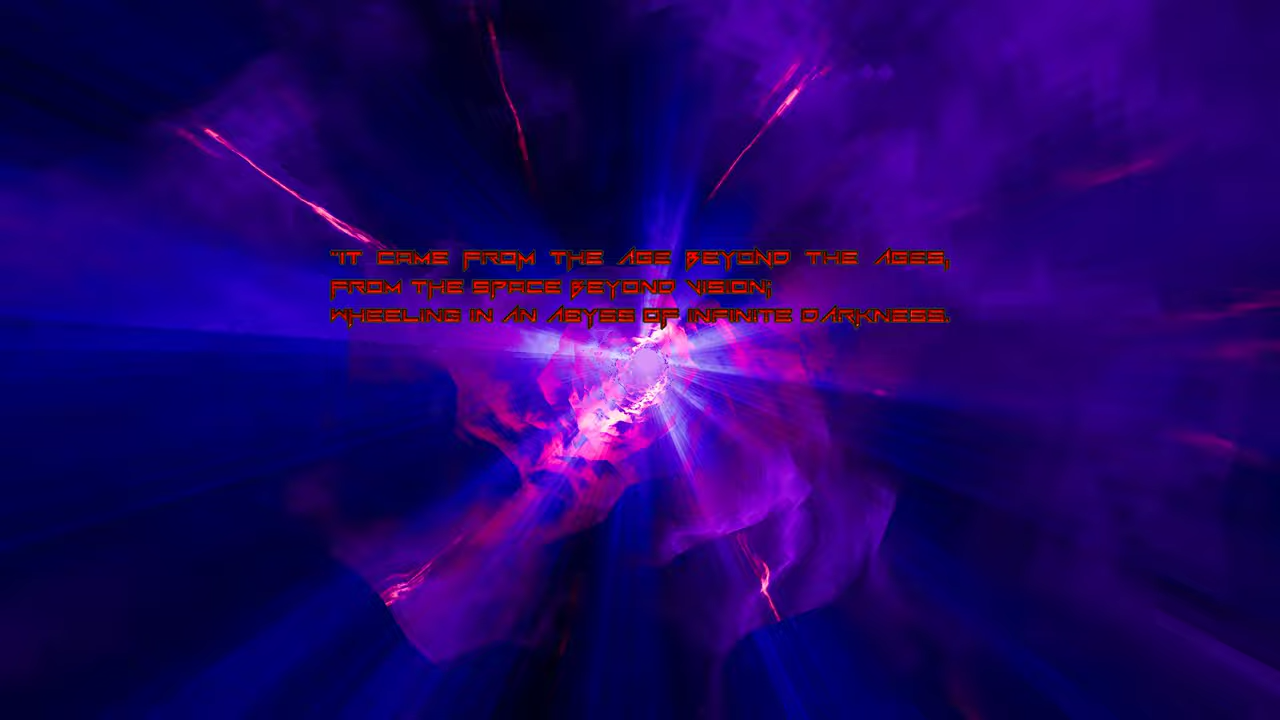 "IT CAME FROM THE AGE BEYOND THE AGES,
FROM THE SPACE BEYOND VISION;
WHEELING IN AN ABYSS OF INFINITE DARKNESS.